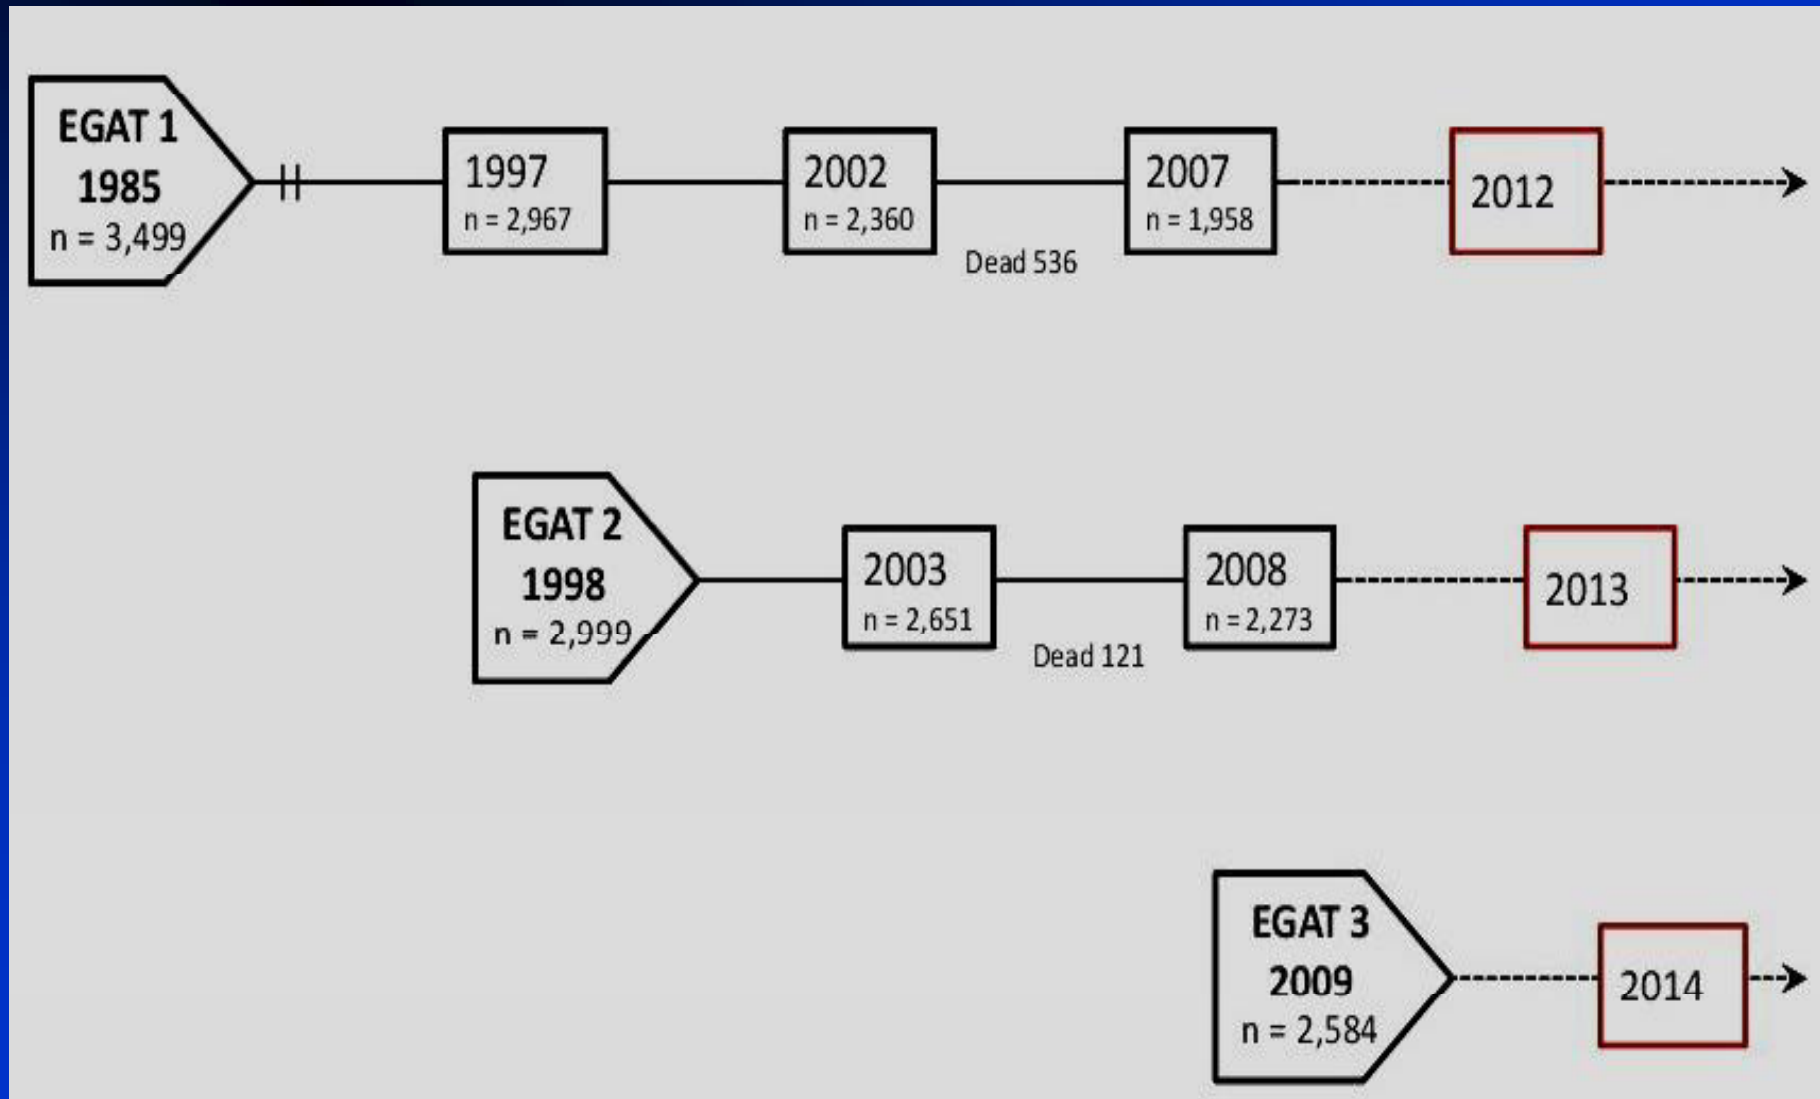 EGAT 1
1985
n = 3,499
1997
n = 2,967
2002
n = 2,360
Dead 536
2007
n = 1,958
2012
EGAT 2
1998
n = 2,999
2003
n = 2,651
Dead 121
2008
n = 2,273
2013
EGAT 3
2009
n = 2,584
2014